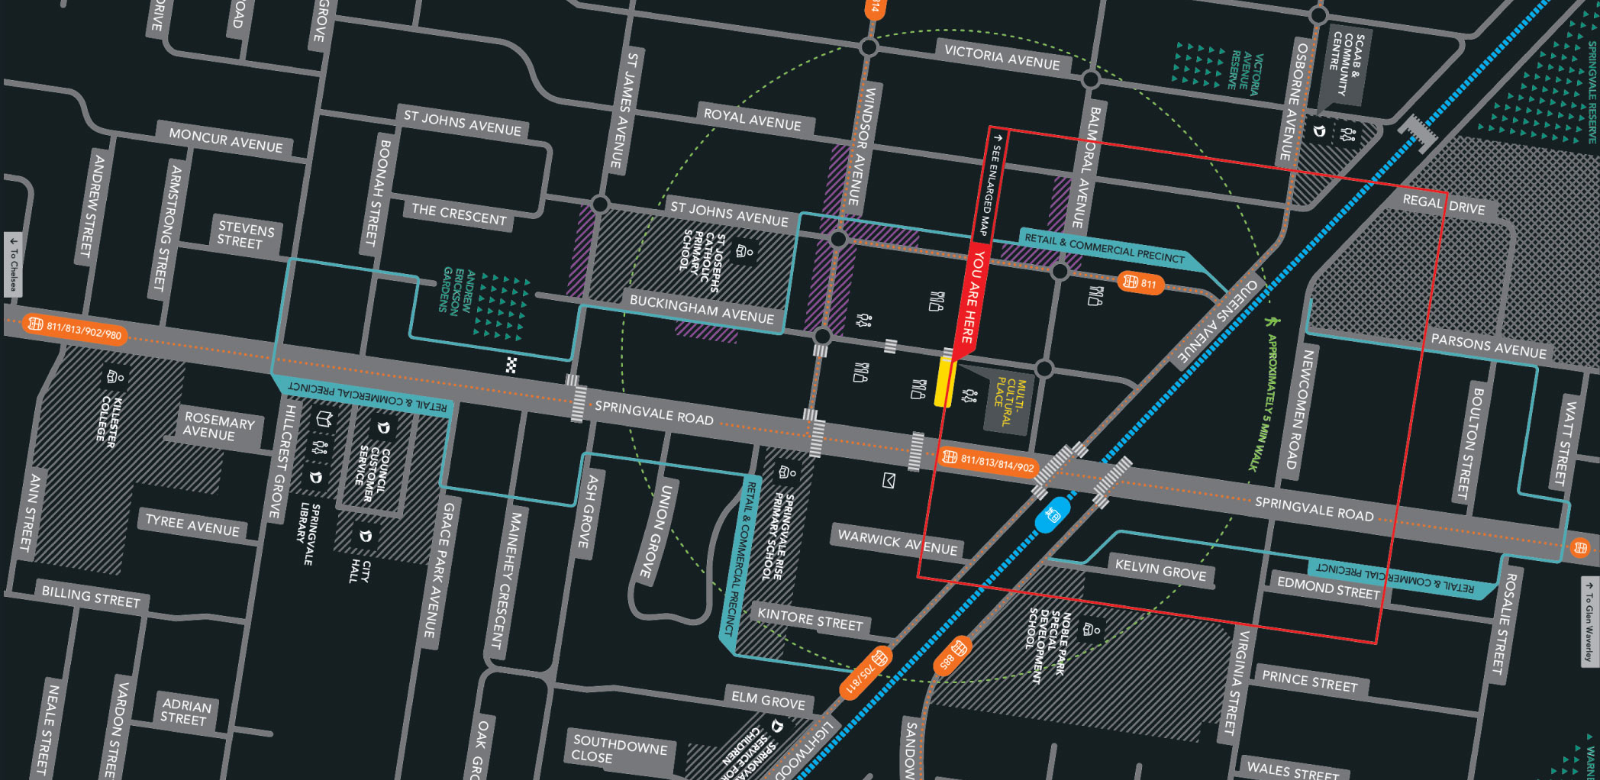 DRIVE
OAD
GROVE
814
VICTORIA AVENUE
VICTORIA
AVENUE
RESERVE
OSBORNE AVENUE
SCAAB &
COMMUNITY
CENTRE
SPRINGVALE RESERVE
ST JAMES AVENUE
WINDSOR AVENUE
BALMORAL AVENUE
MONCUR AVENUE
ST JOHNS AVENUE
ROYAL AVENUE
↑ SEE ENLARGED MAP
YOU ARE HERE
ANDREW STREET
ARMSTRONG STREET
BOONAH STREET
THE CRESCENT
STEVENS
STREET
ST JOHNS AVENUE
ST JOSEPHS
CATHOLIC
PRIMARY
SCHOOL
RETAIL & COMMERCIAL PRECINCT
811
REGAL DRIVE
↓ To Chelsea
ANDREW
ERICKSON
GARDENS
BUCKINGHAM AVENUE
QUEENS AVENUE
PARSONS AVENUE
APPROXIMATELY 5 MIN WALK
811/813/902/980
RETAIL & COMMERCIAL PRECINCT
SPRINGVALE ROAD
MULTI-
CULTURAL
PLACE
NEWCOMEN ROAD
BOULTON STREET
WATT STREET
KILLESTER
COLLEGE
ROSEMARY
AVENUE
HILLCREST GROVE
COUNCIL
CUSTOMER
SERVICE
811/813/814/902
SPRINGVALE ROAD
ANN STREET
TYREE AVENUE
SPRINGVALE
LIBRARY
CITY
HALL
GRACE PARK AVENUE
MAINEHEY CRESCENT
ASH GROVE
UNION GROVE
RETAIL & COMMERCIAL PRECINCT
SPRINGVALE RISE
PRIMARY SCHOOL
WARWICK AVENUE
KELVIN GROVE
RETAIL & COMMERCIAL PRECINCT
EDMOND STREET
ROSALIE STREET
↑ To Glen Waverley
BILLING STREET
KINTORE STREET
NOBLE PARK
SPECIAL
DEVELOPMENT
SCHOOL
VIRGINIA STREET
705/811
885
PRINCE STREET
NEALE STREET
VARDON STREET
ADRIAN
STREET
ELM GROVE
OAK GRO
SOUTHDOWNE
CLOSE
LIGHTWOOD
SANDOW
WALES STREET